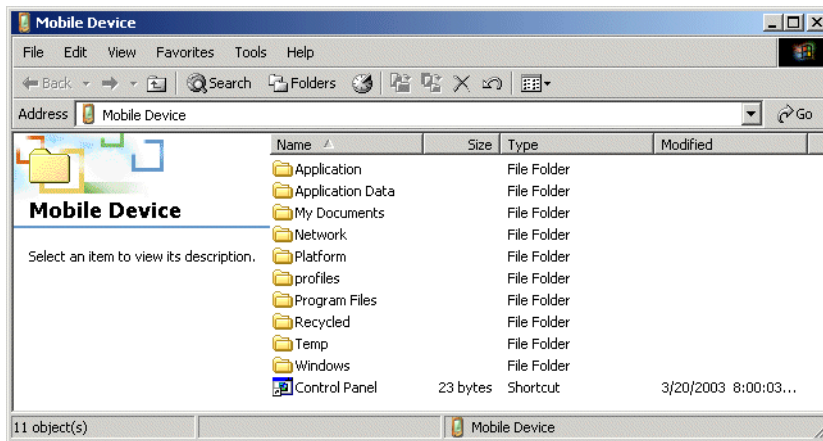 Mobile Device
File Edit View Favorites Tools Help
Back Search Folders
Address Mobile Device Go
Name Size Type Modified
Application File Folder
Application Data File Folder
My Documents File Folder
Network File Folder
Platform File Folder
profiles File Folder
Program Files File Folder
Recycled File Folder
Temp File Folder
Windows File Folder
Control Panel 23 bytes Shortcut 3/20/2003 8:00:03...
Mobile Device
Select an item to view its description.
11 object(s) Mobile Device